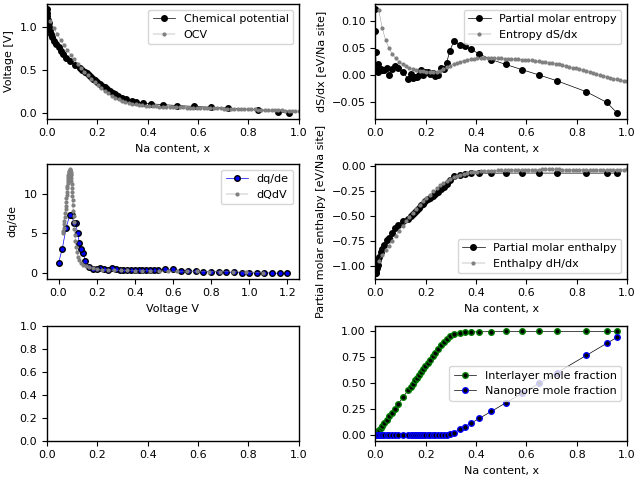 Voltage [V]
1.0
0.5
0.0
Chemical potential
OCV
0.0 0.2 0.4 0.6 0.8 1.0
Na content, x
dS/dx [eV/Na site]
0.10
0.05
0.00
−0.05
Partial molar entropy
Entropy dS/dx
0.0 0.2 0.4 0.6 0.8 1.0
Na content, x
dq/de
10
5
0
dq/de
dQdV
0.0 0.2 0.4 0.6 0.8 1.0 1.2
Voltage V
Partial molar enthalpy [eV/Na site]
0.00
−0.25
−0.50
−0.75
−1.00
Partial molar enthalpy
Enthalpy dH/dx
0.0 0.2 0.4 0.6 0.8 1.0
Na content, x
1.0
0.8
0.6
0.4
0.2
0.0
0.0 0.2 0.4 0.6 0.8 1.0
1.00
0.75
0.50
0.25
0.00
Interlayer mole fraction
Nanopore mole fraction
0.0 0.2 0.4 0.6 0.8 1.0
Na content, x